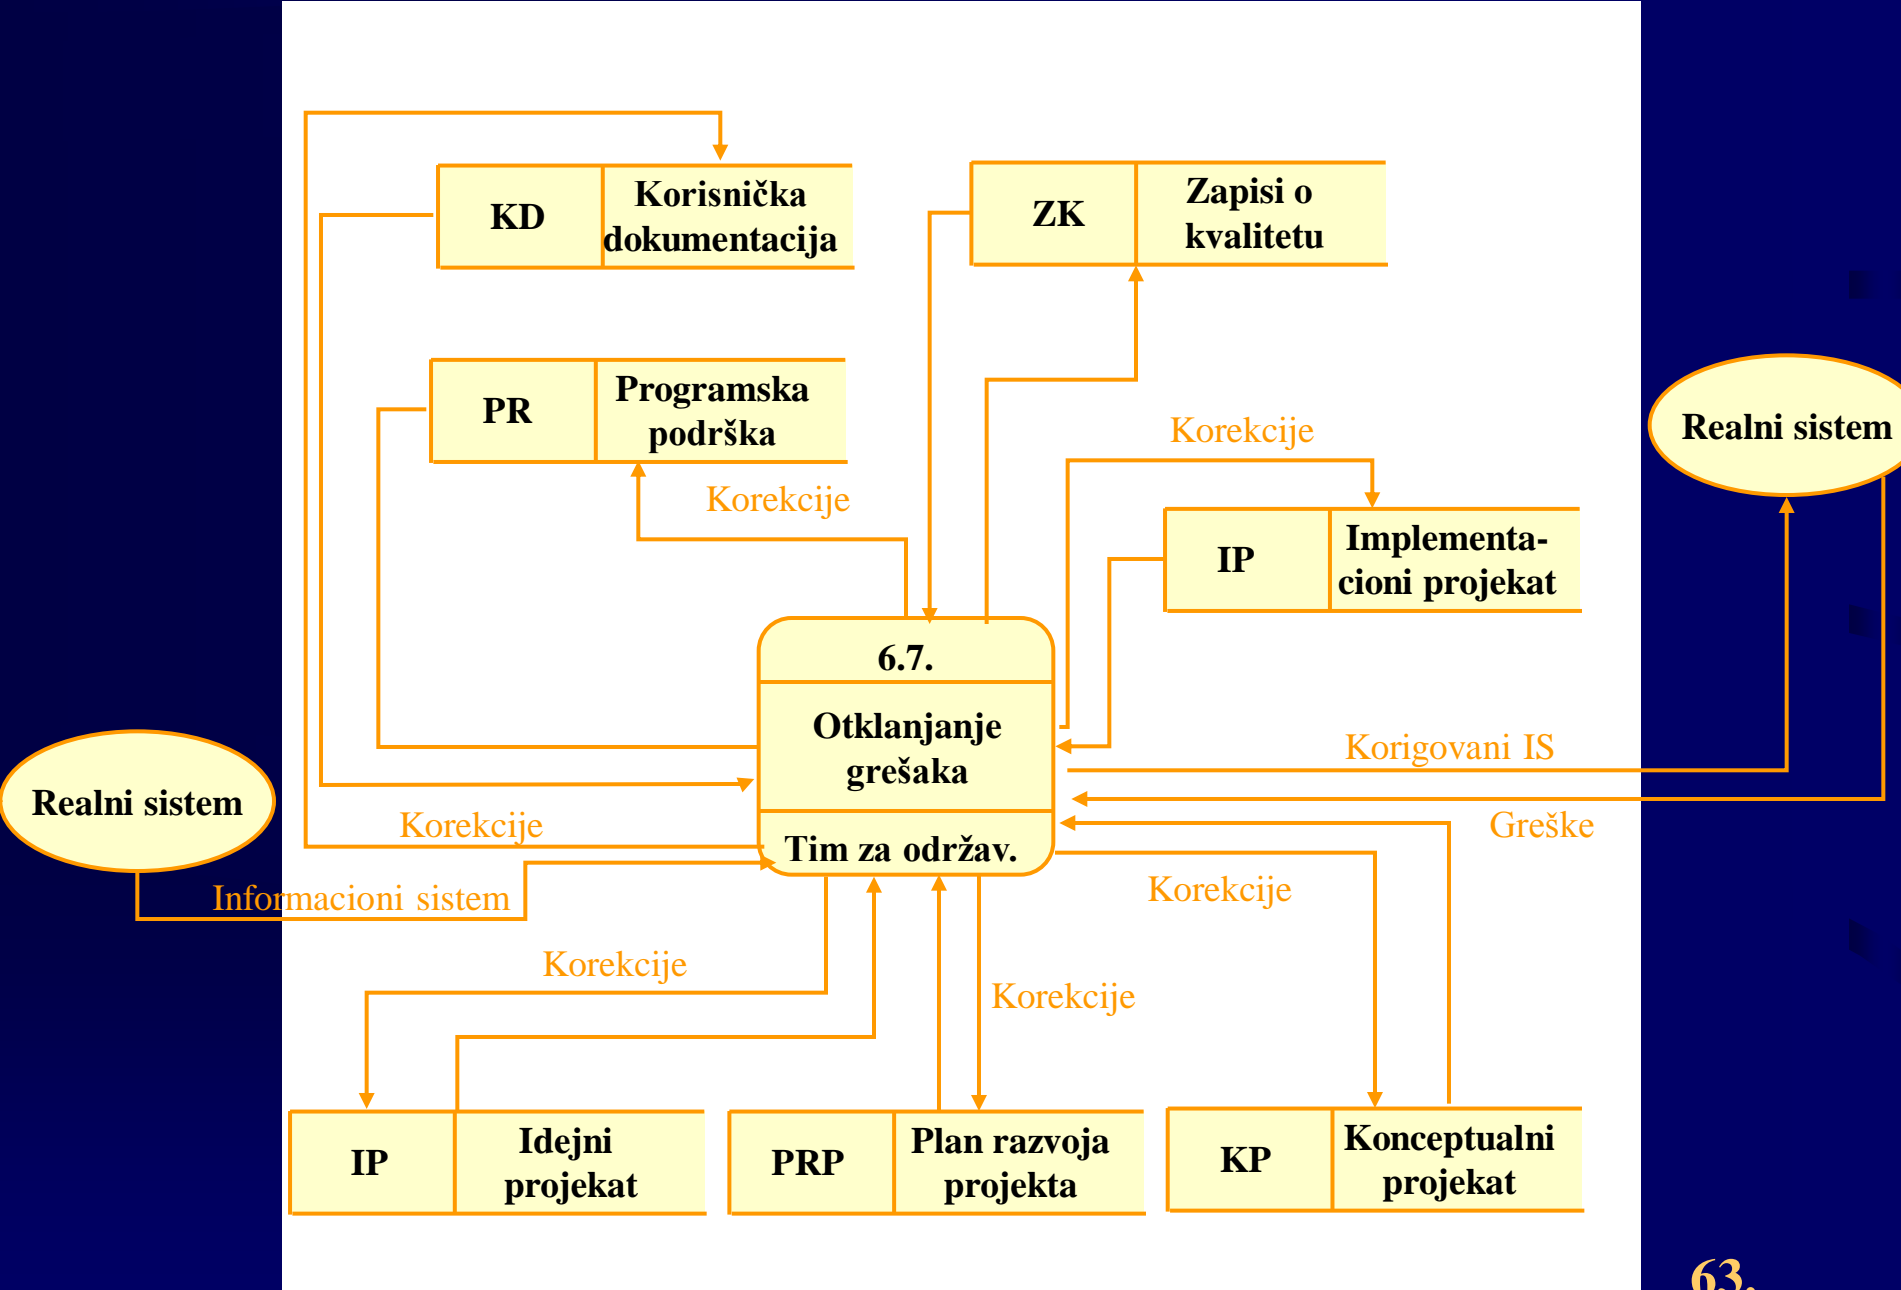 KD
Korisnička
dokumentacija
ZK
Zapisi o
kvalitetu
PR
Programska
podrška
Korekcije
Korekcije
Realni sistem
IP
Implementa-
cioni projekat
6.7.
Otklanjanje
grešaka
Tim za održav.
Korigovani IS
Greške
Realni sistem
Korekcije
Informacioni sistem
Korekcije
Korekcije
Korekcije
IP
Idejni
projekat
PRP
Plan razvoja
projekta
KP
Konceptualni
projekat
63.